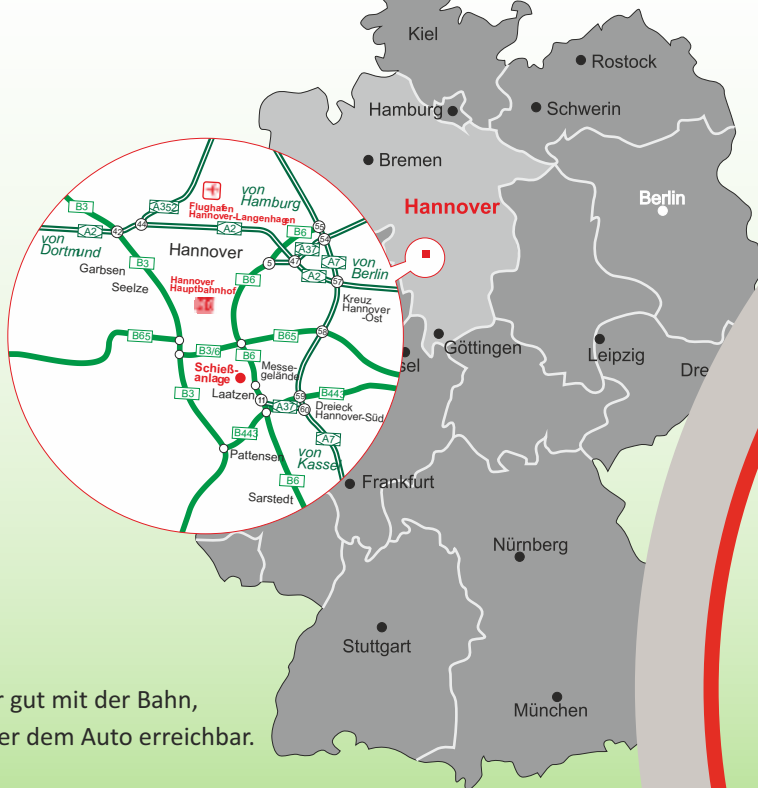 Kiel
Rostock
Hamburg
Schwerin
Bremen
Hannover
Berlin
Göttingen
Leipzig
sel
Dre
Frankfurt
Nürnberg
Stuttgart
München
B3
A352
Flughafen
Hannover-Langenhagen
von
Hamburg
A2
42
44
A2
B6
55
54
von
Dortmund
Hannover
A37
A7
von
Berlin
Garbsen
B3
5
47
A2
57
Seelze
Hannover
Hauptbahnhof
B6
Kreuz
Hannover
-Ost
B65
B65
58
B3/6
B6
Schieß-
anlage
Messe-
gelände
B3
Laatzen
11
A37
59
60
B443
Dreieck
Hannover-Süd
B443
A7
Pattensen
von
Kassel
B6
Sarstedt
r gut mit der Bahn,
er dem Auto erreichbar.